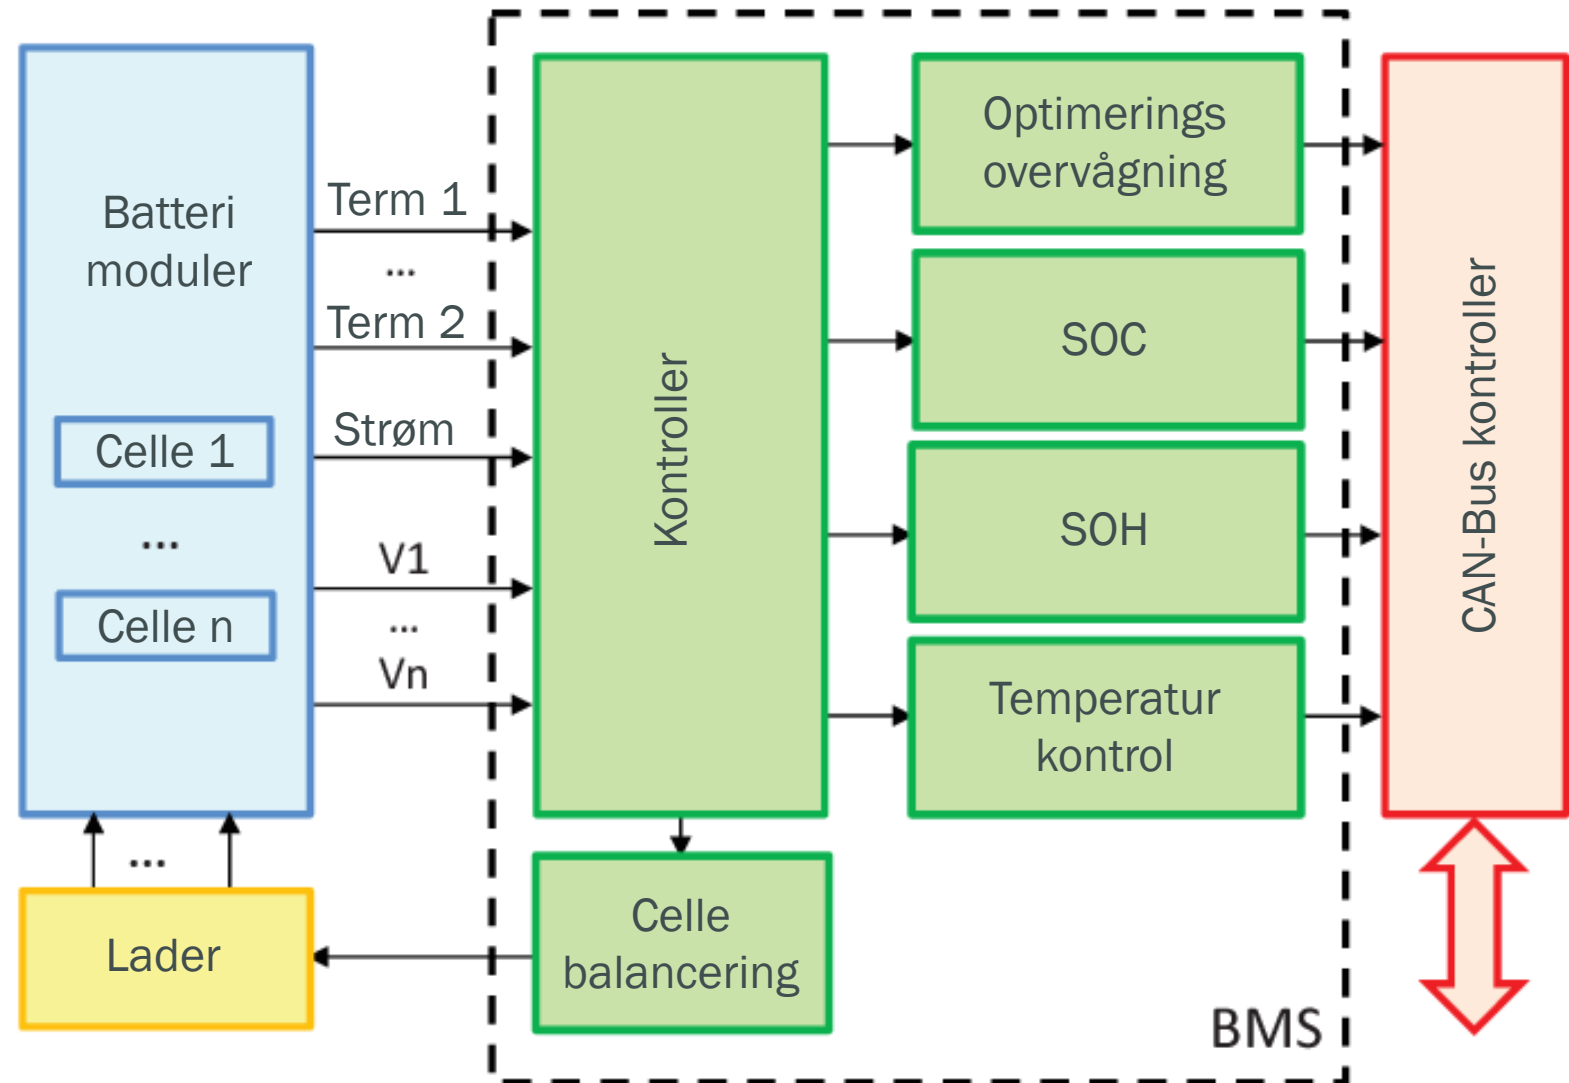 Batteri
moduler
Celle 1
...
Celle n
...
Lader
Term 1
...
Term 2
Strøm
V1
...
Vn
Kontroller
Celle
balancering
Optimerings
overvågning
SOC
SOH
Temperatur
kontrol
BMS
CAN-Bus kontroller